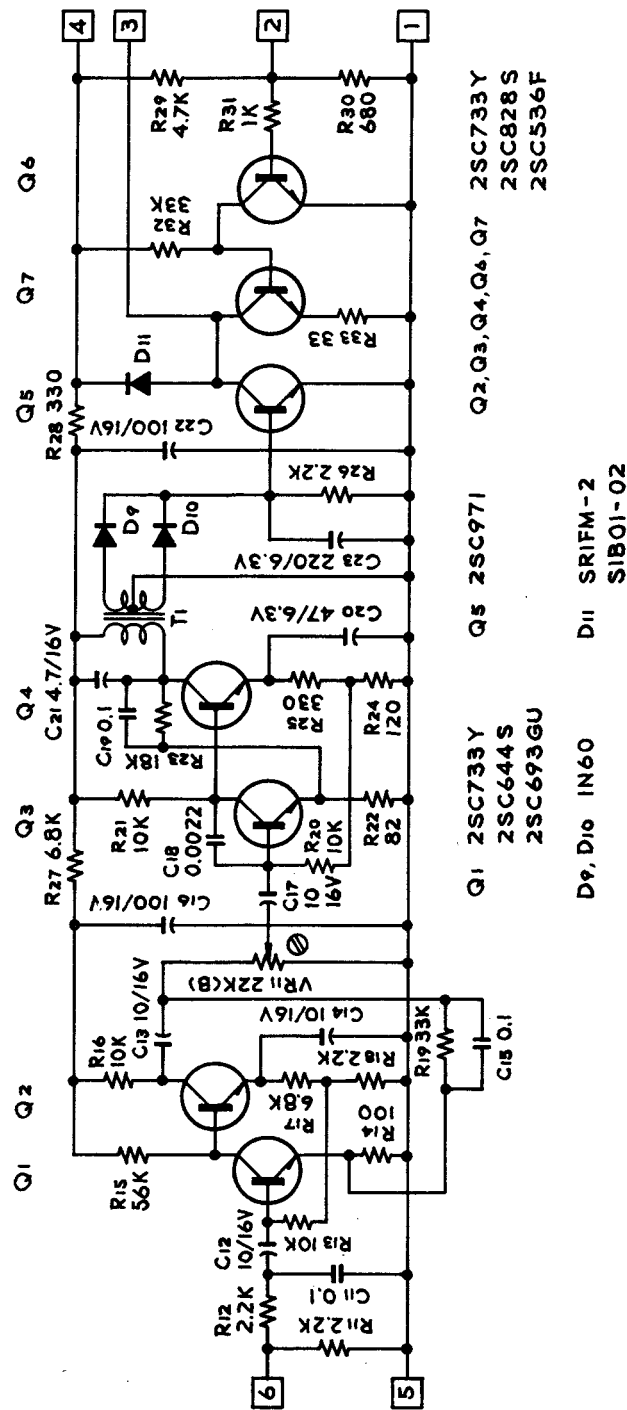 Q1
Q2
Q3
Q4
Q5
Q7
Q6
R15
56K
R16
10K
C13 10/16V
R27 6.8K
C16 100/16V
R21
10K
C21 4.7/16V
C19 0.1
R23 18K
T1
D9
D10
R28 330
C22 100/16V
D11
R32
33K
R29
4.7K
R31
1K
R30
680
4
3
2
1
6
5
R12
2.2K
R11 2.2K
C12
10/16V
C11 0.1
R13 10K
R17
6.8K
R14
100
R18 2.2K
C14 10/16V
VR11 22K(B)
R19 33K
C15 0.1
C17
10
16V
C18
0.0022
R20
10K
R22
82
R25
330
R24
120
C20 47/6.3V
C23 220/6.3V
R26 2.2K
R33 33
Q1 2SC733Y
2SC644S
2SC693GU
Q5 2SC971
Q2, Q3, Q4, Q6, Q7 2SC733Y
2SC828S
2SC536F
D9, D10 1N60
D11 SR1FM-2
S1B01-02